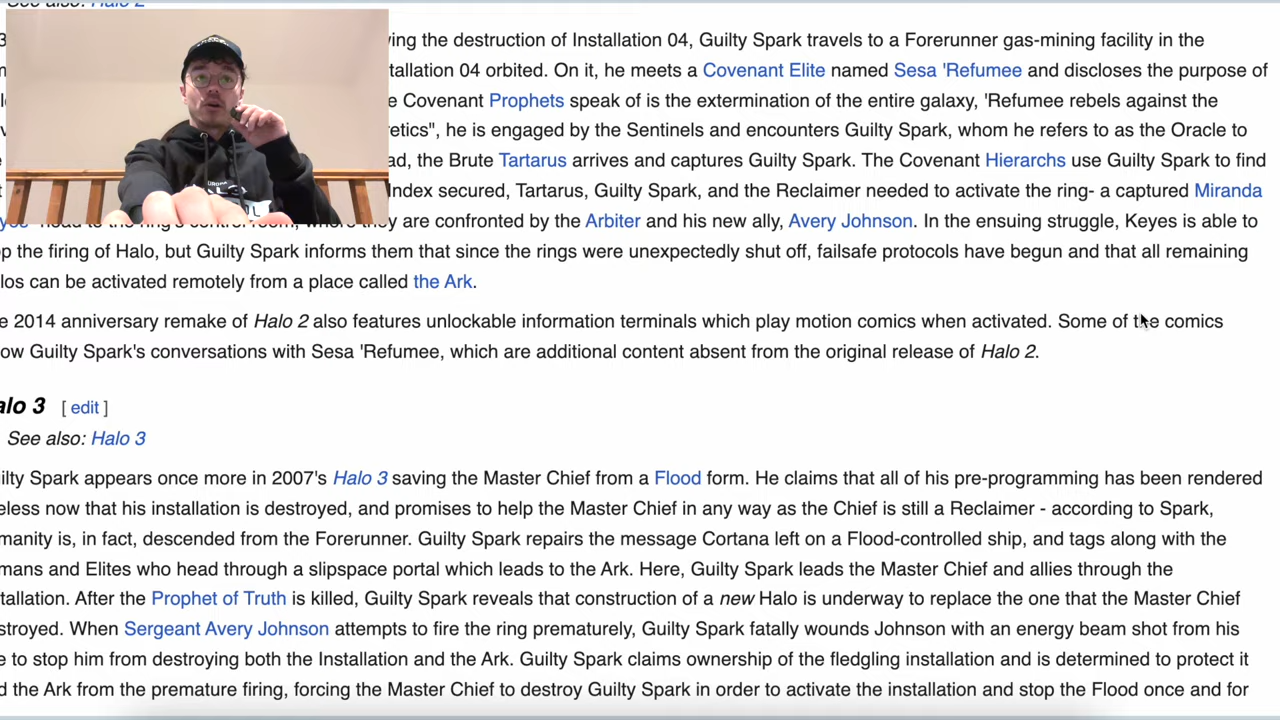 See also: Halo 2
ving the destruction of Installation 04, Guilty Spark travels to a Forerunner gas-mining facility in the
tallation 04 orbited. On it, he meets a Covenant Elite named Sesa 'Refumee and discloses the purpose of
e Covenant Prophets speak of is the extermination of the entire galaxy, 'Refumee rebels against the
etics", he is engaged by the Sentinels and encounters Guilty Spark, whom he refers to as the Oracle to
ad, the Brute Tartarus arrives and captures Guilty Spark. The Covenant Hierarchs use Guilty Spark to find
Index secured, Tartarus, Guilty Spark, and the Reclaimer needed to activate the ring- a captured Miranda
head to the ring's control room, where they are confronted by the Arbiter and his new ally, Avery Johnson. In the ensuing struggle, Keyes is able to
op the firing of Halo, but Guilty Spark informs them that since the rings were unexpectedly shut off, failsafe protocols have begun and that all remaining
los can be activated remotely from a place called the Ark.
e 2014 anniversary remake of Halo 2 also features unlockable information terminals which play motion comics when activated. Some of the comics
ow Guilty Spark's conversations with Sesa 'Refumee, which are additional content absent from the original release of Halo 2.
alo 3 [ edit ]
See also: Halo 3
ilty Spark appears once more in 2007's Halo 3 saving the Master Chief from a Flood form. He claims that all of his pre-programming has been rendered
eless now that his installation is destroyed, and promises to help the Master Chief in any way as the Chief is still a Reclaimer - according to Spark,
manity is, in fact, descended from the Forerunner. Guilty Spark repairs the message Cortana left on a Flood-controlled ship, and tags along with the
mans and Elites who head through a slipspace portal which leads to the Ark. Here, Guilty Spark leads the Master Chief and allies through the
tallation. After the Prophet of Truth is killed, Guilty Spark reveals that construction of a new Halo is underway to replace the one that the Master Chief
stroyed. When Sergeant Avery Johnson attempts to fire the ring prematurely, Guilty Spark fatally wounds Johnson with an energy beam shot from his
e to stop him from destroying both the Installation and the Ark. Guilty Spark claims ownership of the fledgling installation and is determined to protect it
d the Ark from the premature firing, forcing the Master Chief to destroy Guilty Spark in order to activate the installation and stop the Flood once and for